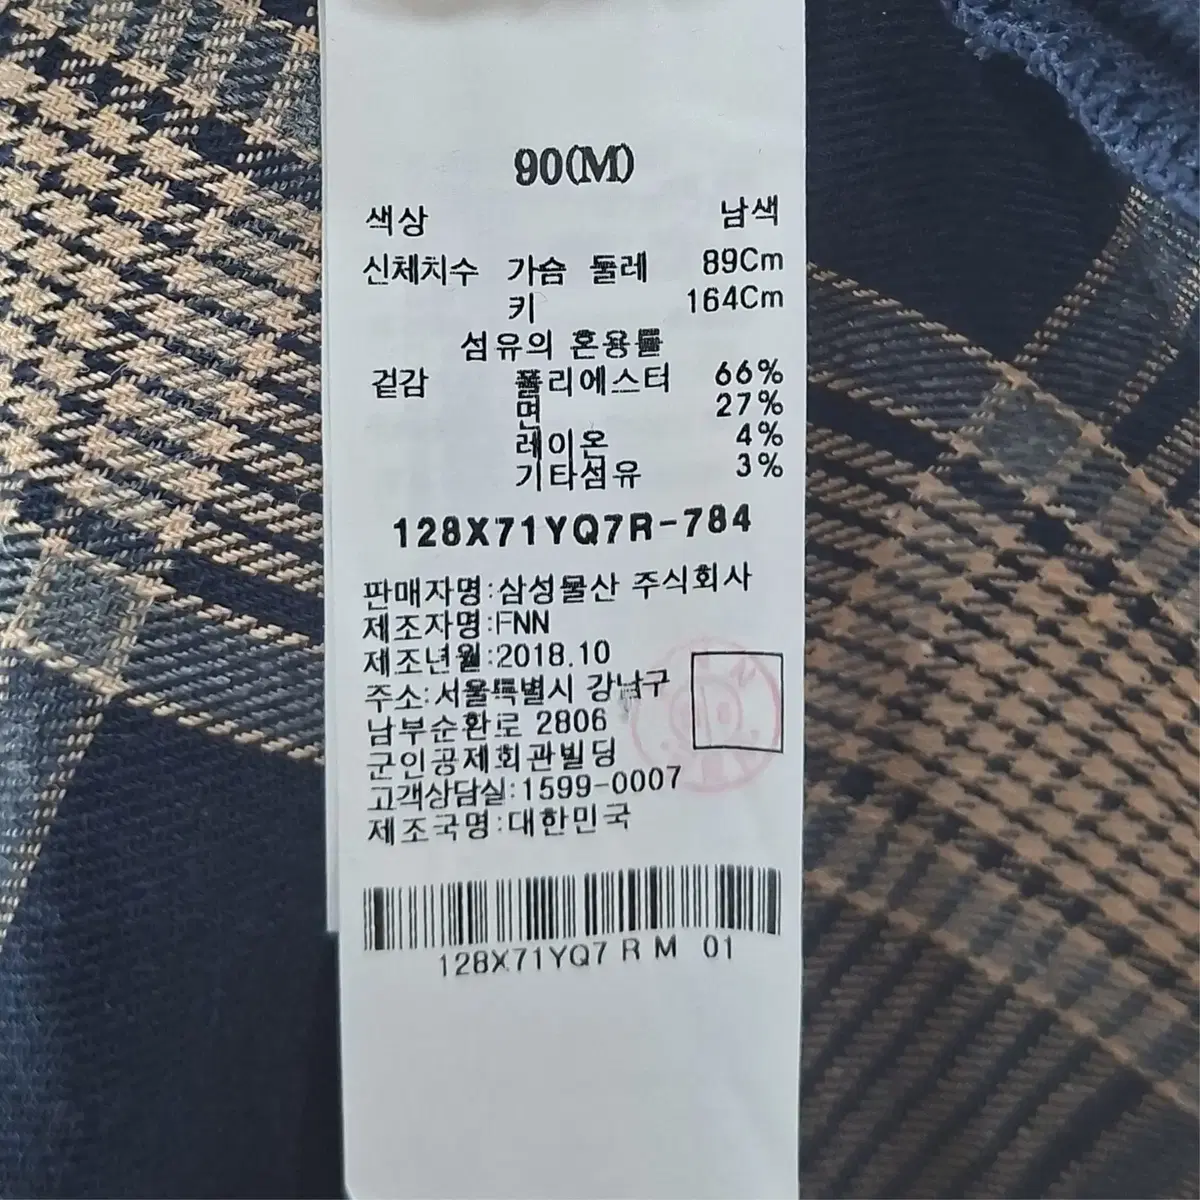 90(M)
색상 남색
신체치수 가슴 둘레 89Cm
키 164Cm
섬유의 혼용률
겉감 폴리에스터 66%
면 27%
레이온 4%
기타섬유 3%
128X71YQ7R-784
판매자명:삼성물산 주식회사
제조자명:FNN
제조년월:2018.10
주소:서울특별시 강남구
남부순환로 2806
군인공제회관빌딩
고객상담실:1599-0007
제조국명:대한민국
128X71YQ7 R M 01